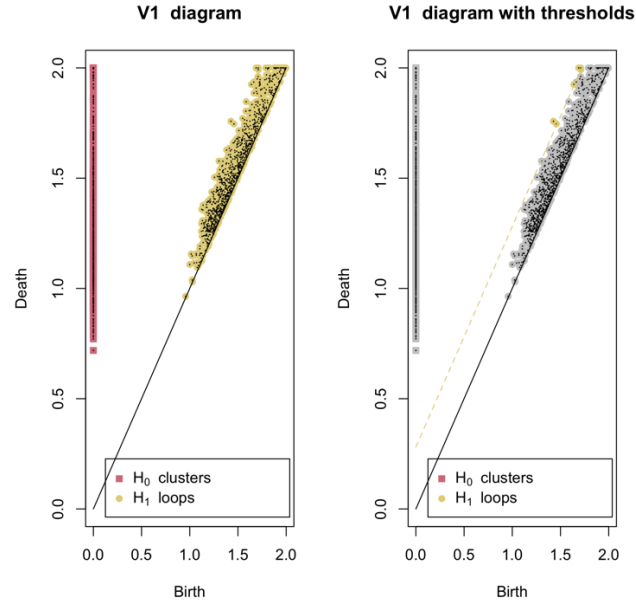 V1 diagram
V1 diagram with thresholds
Death
2.0
1.5
1.0
0.5
0.0
H₀ clusters
H₁ loops
0.0 0.5 1.0 1.5 2.0
Birth
Death
2.0
1.5
1.0
0.5
0.0
H₀ clusters
H₁ loops
0.0 0.5 1.0 1.5 2.0
Birth